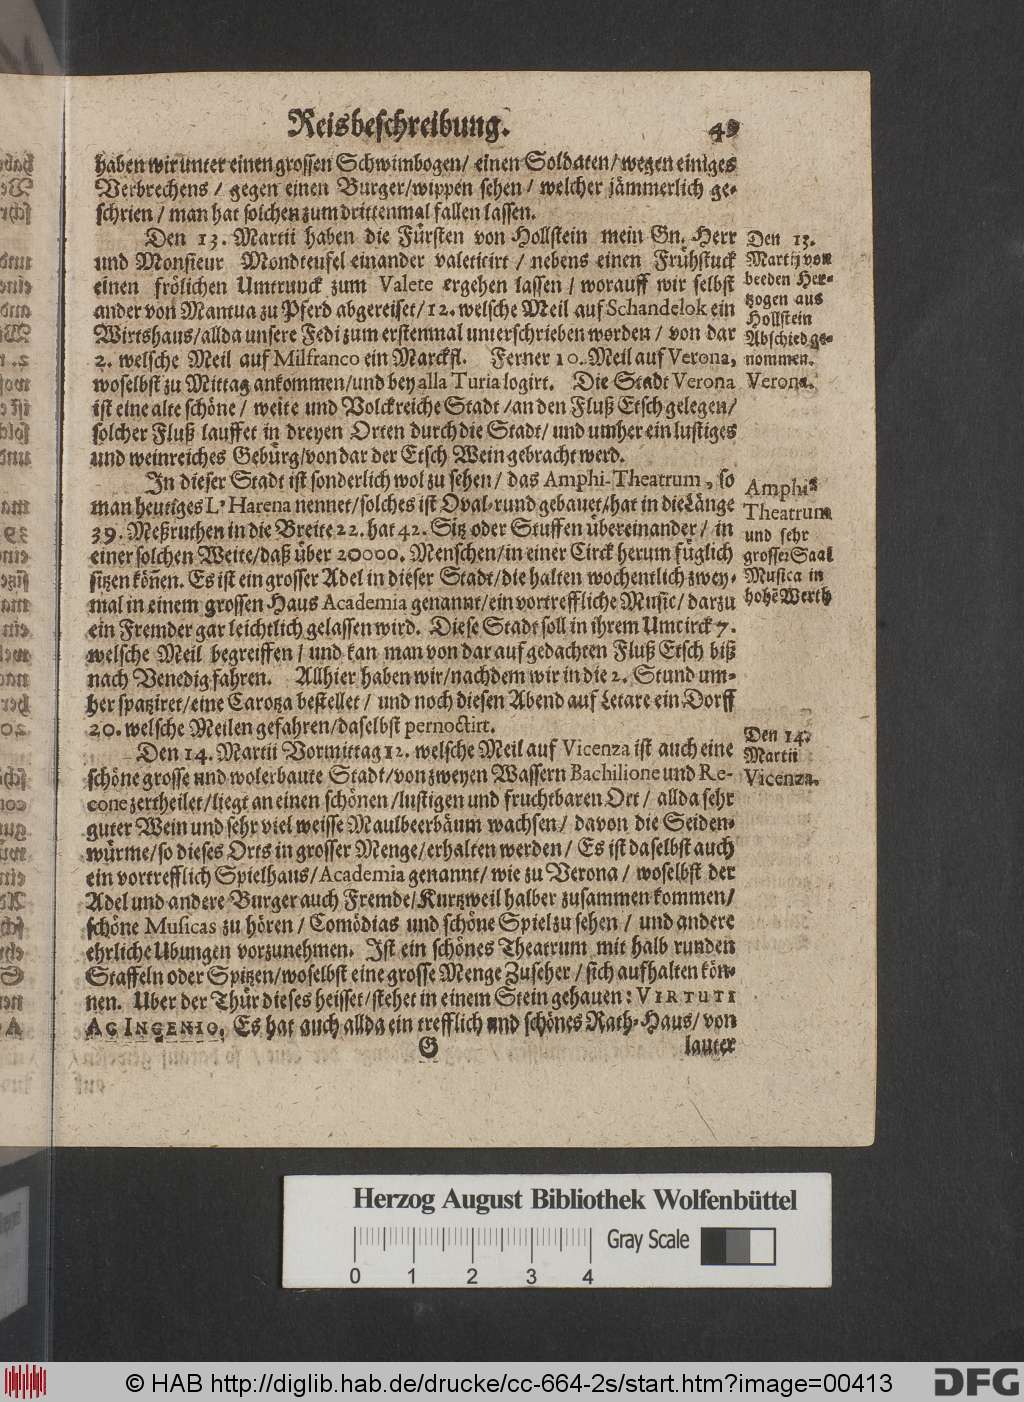 Reisbeschreibung. 49
haben wir unter einen grossen Schwimbogen/ einen Soldaten/ wegen einiges
Verbrechens / gegen einen Burger/wippen sehen / welcher jämmerlich ge-
schrien / man hat solchen zum drittenmal fallen lassen.
Den 13. Martii haben die Fürsten von Hollstein mein Gn. Herr
und Monsieur Mondteufel einander valeticirt / nebens einen Frühstuck
einen frölichen Umtrunck zum Valete ergehen lassen / worauff wir selbst
ander von Mantua zu Pferd abgereiset/ 12. welsche Meil auf Schandelok ein
Wirtshaus/allda unsere Fedi zum erstenmal unterschrieben worden / von dar
2. welsche Meil auf Milfranco ein Marckfl. Ferner 10. Meil auf Verona,
woselbst zu Mittag ankommen/und bey alla Turia logirt. Die Stadt Verona
ist eine alte schöne / weite und Volckreiche Stadt /an den Fluß Etsch gelegen/
solcher Fluß lauffet in dreyen Orten durch die Stadt/ und umher ein lustiges
und weinreiches Gebürg/von dar der Etsch Wein gebracht werd.
In dieser Stadt ist sonderlich wol zu sehen/ das Amphi-Theatrum, so
man heutiges L' Harena nennet/solches ist Oval-rund gebauet/hat in die Länge
39. Meßruthen in die Breite 22. hat 42. Sitz oder Stuffen übereinander / in
einer solchen Weite/daß über 20000. Menschen/in einer Circk herum füglich
sitzen kön̄en. Es ist ein grosser Adel in dieser Stadt/die halten wochentlich zwey-
mal in einem grossen Haus Academia genannt/ein vortreffliche Music/ darzu
ein Fremder gar leichtlich gelassen wird. Diese Stadt soll in ihrem Umcirck 7.
welsche Meil begreiffen / und kan man von dar auf gedachten Fluß Etsch biß
nach Venedig fahren. Allhier haben wir/nachdem wir in die 2. Stund um-
her spatziret/eine Carotza bestellet / und noch diesen Abend auf Letare ein Dorff
20. welsche Meilen gefahren/daselbst pernoctirt.
Den 14. Martii Vormittag 12. welsche Meil auf Vicenza ist auch eine
schöne grosse und wolerbaute Stadt/von zweyen Wassern Bachilione und Re-
cone zertheilet/liegt an einen schönen/lustigen und fruchtbaren Ort / allda sehr
guter Wein und sehr viel weisse Maulbeerbäum wachsen/ davon die Seiden-
würme/so dieses Orts in grosser Menge/erhalten werden/ Es ist daselbst auch
ein vortrefflich Spielhaus/Academia genannt/ wie zu Verona / woselbst der
Adel und andere Burger auch Fremde/Kurtzweil halber zusammen kommen/
schöne Musicas zu hören / Comödias und schöne Spiel zu sehen / und andere
ehrliche Ubungen vorzunehmen. Ist ein schönes Theatrum mit halb runden
Staffeln oder Spitzen/woselbst eine grosse Menge Zuseher / sich aufhalten kön-
nen. Uber der Thür dieses heisset/stehet in einem Stein gehauen: VIRTUTI
AC INGENIO. Es hat auch allda ein trefflich und schönes Rath-Haus/ von
G lauter
Den 13.
Martij von
beeden Her-
tzogen aus
Hollstein
Abschied ge-
nommen.
Verona.
Amphi-
Theatrum
und sehr
grosser Saal
Musica in
hohē Werth
Den 14.
Martii
Vicenza.
Herzog August Bibliothek Wolfenbüttel
0 1 2 3 4
Gray Scale
© HAB http://diglib.hab.de/drucke/cc-664-2s/start.htm?image=00413
DFG